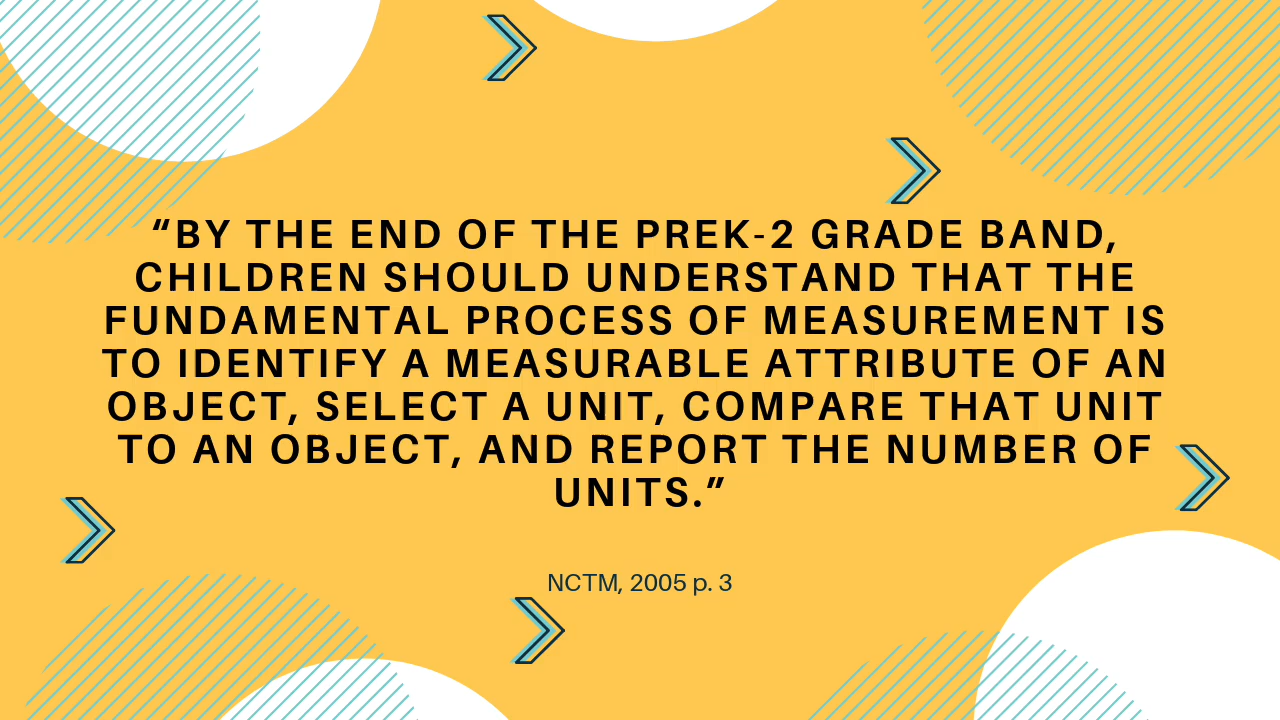 “BY THE END OF THE PREK-2 GRADE BAND,
CHILDREN SHOULD UNDERSTAND THAT THE
FUNDAMENTAL PROCESS OF MEASUREMENT IS
TO IDENTIFY A MEASURABLE ATTRIBUTE OF AN
OBJECT, SELECT A UNIT, COMPARE THAT UNIT
TO AN OBJECT, AND REPORT THE NUMBER OF
UNITS.”
NCTM, 2005 p. 3